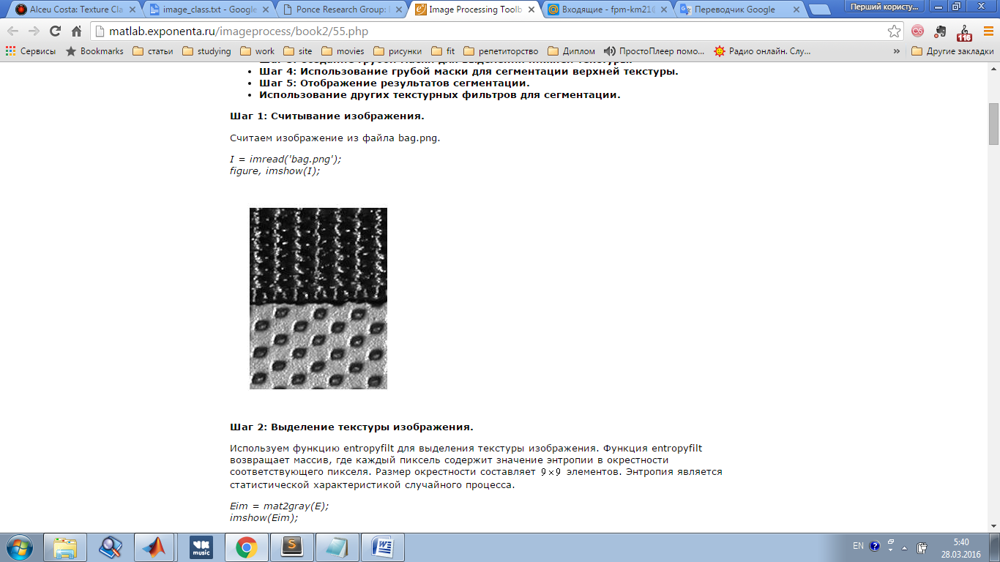 Alceu Costa: Texture Cla
image_class.txt - Google
Ponce Research Group:
Image Processing Toolb
Входящие - fpm-km21@
Переводчик Google
Перший користу...
matlab.exponenta.ru/imageprocess/book2/55.php
116
Сервисы
Bookmarks
статьи
studying
work
site
movies
рисунки
fit
репетиторство
Диплом
ПростоПлеер помо...
Радио онлайн. Слу...
»
Другие закладки
Шаг 4: Использование грубой маски для сегментации верхней текстуры.
Шаг 5: Отображение результатов сегментации.
Использование других текстурных фильтров для сегментации.
Шаг 1: Считывание изображения.
Считаем изображение из файла bag.png.
I = imread('bag.png');
figure, imshow(I);
Шаг 2: Выделение текстуры изображения.
Используем функцию entropyfilt для выделения текстуры изображения. Функция entropyfilt
возвращает массив, где каждый пиксель содержит значение энтропии в окрестности
соответствующего пикселя. Размер окрестности составляет 9×9 элементов. Энтропия является
статистической характеристикой случайного процесса.
Eim = mat2gray(E);
imshow(Eim);
VK
music
S
W
EN
?
5:40
28.03.2016